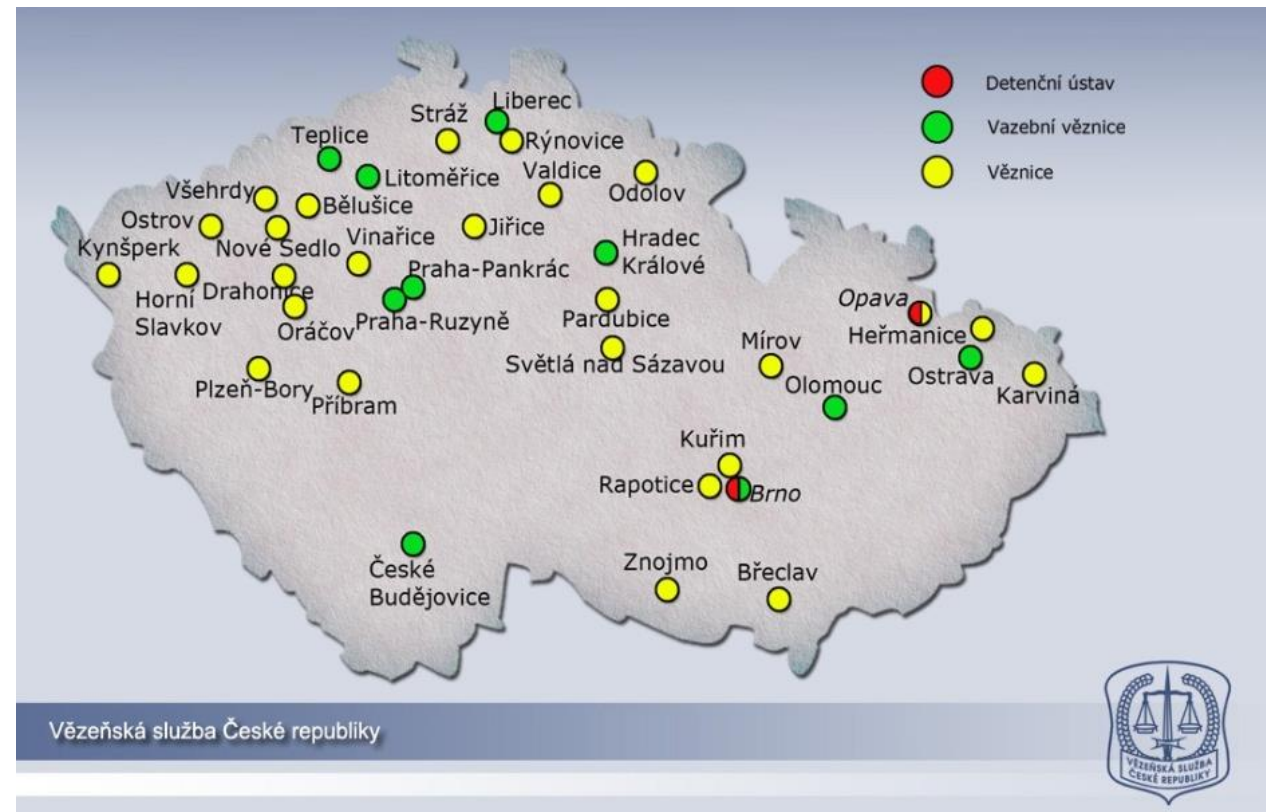 Detenční ústav
Vazební věznice
Věznice
Liberec
Stráž
Rýnovice
Teplice
Litoměřice
Valdice
Odolov
Všehrdy
Bělušice
Ostrov
Nové Sedlo
Vinařice
Jiřice
Kynšperk
Hradec
Králové
Praha-Pankrác
Drahonice
Horní
Slavkov
Oráčov
Praha-Ruzyně
Pardubice
Opava
Heřmanice
Světlá nad Sázavou
Mírov
Ostrava
Karviná
Olomouc
Plzeň-Bory
Příbram
Kuřim
Rapotice
Brno
České
Budějovice
Znojmo
Břeclav
Vězeňská služba České republiky
VĚZEŇSKÁ SLUŽBA
ČESKÉ REPUBLIKY